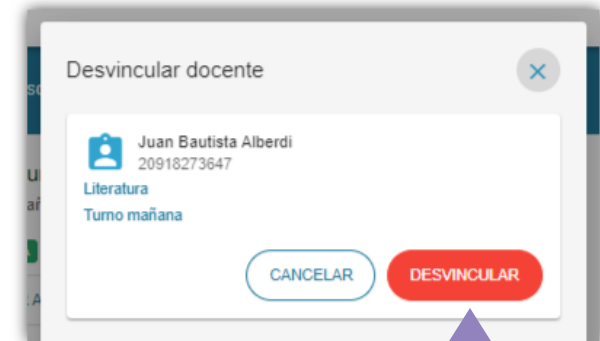 Desvincular docente
Juan Bautista Alberdi
20918273647
Literatura
Turno mañana
CANCELAR
DESVINCULAR